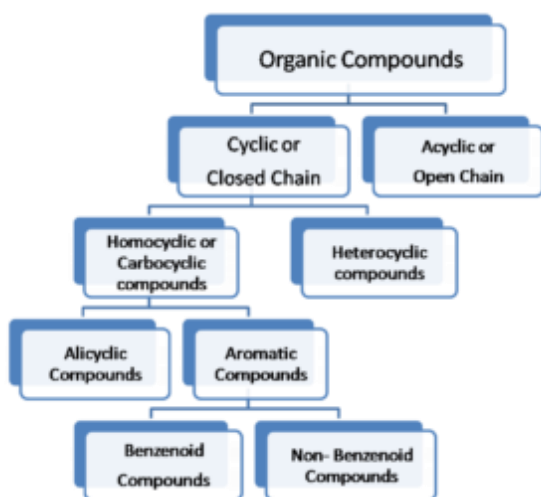 Organic Compounds
Cyclic or
Closed Chain
Acyclic or
Open Chain
Homocyclic or
Carbocyclic
compounds
Heterocyclic
compounds
Alicyclic
Compounds
Aromatic
Compounds
Benzenoid
Compounds
Non- Benzenoid
Compounds